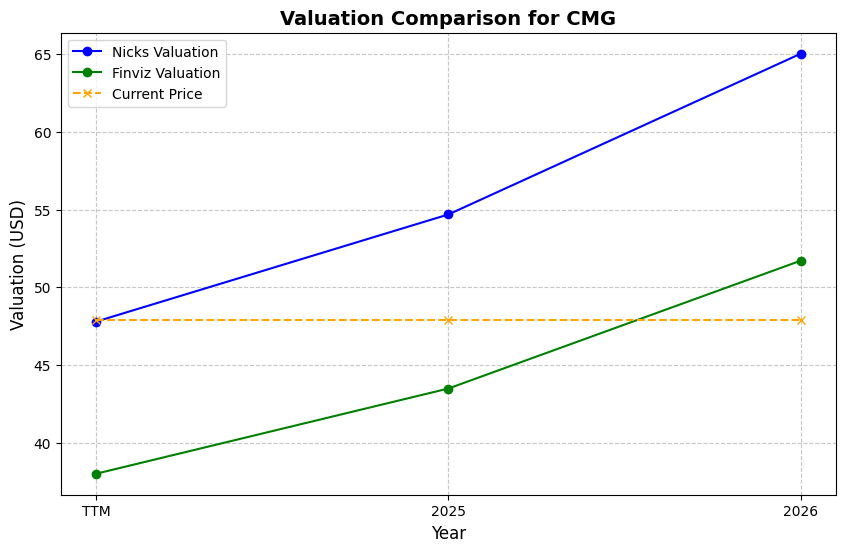 Valuation Comparison for CMG
Nicks Valuation
Finviz Valuation
Current Price
Valuation (USD)
65
60
55
50
45
40
TTM
2025
2026
Year